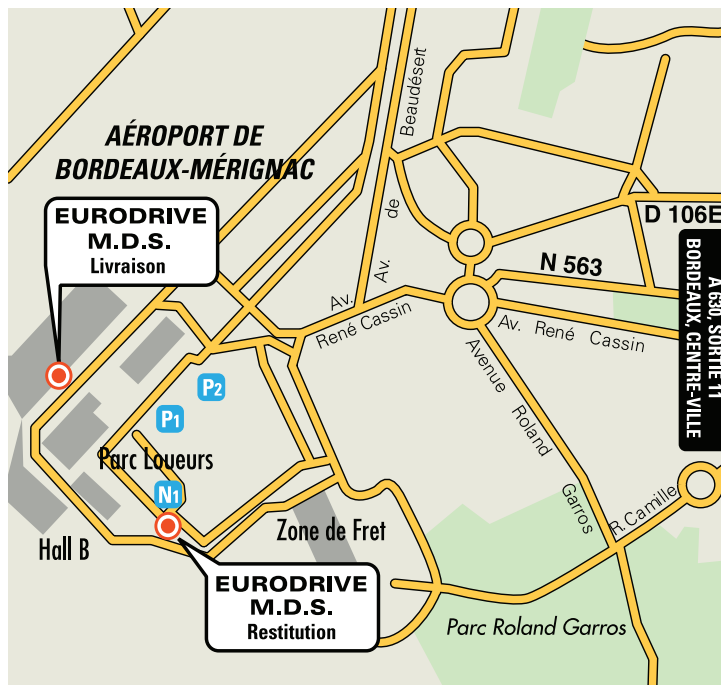 Av. de Beaudésert
AÉROPORT DE
BORDEAUX-MÉRIGNAC
EURODRIVE
M.D.S.
Livraison
D 106E
N 563
A 630, SORTIE 11
BORDEAUX, CENTRE-VILLE
Av. René Cassin
Av. René Cassin
Avenue Roland Garros
P2
P1
Parc Loueurs
N1
R. Camille
Hall B
Zone de Fret
EURODRIVE
M.D.S.
Restitution
Parc Roland Garros